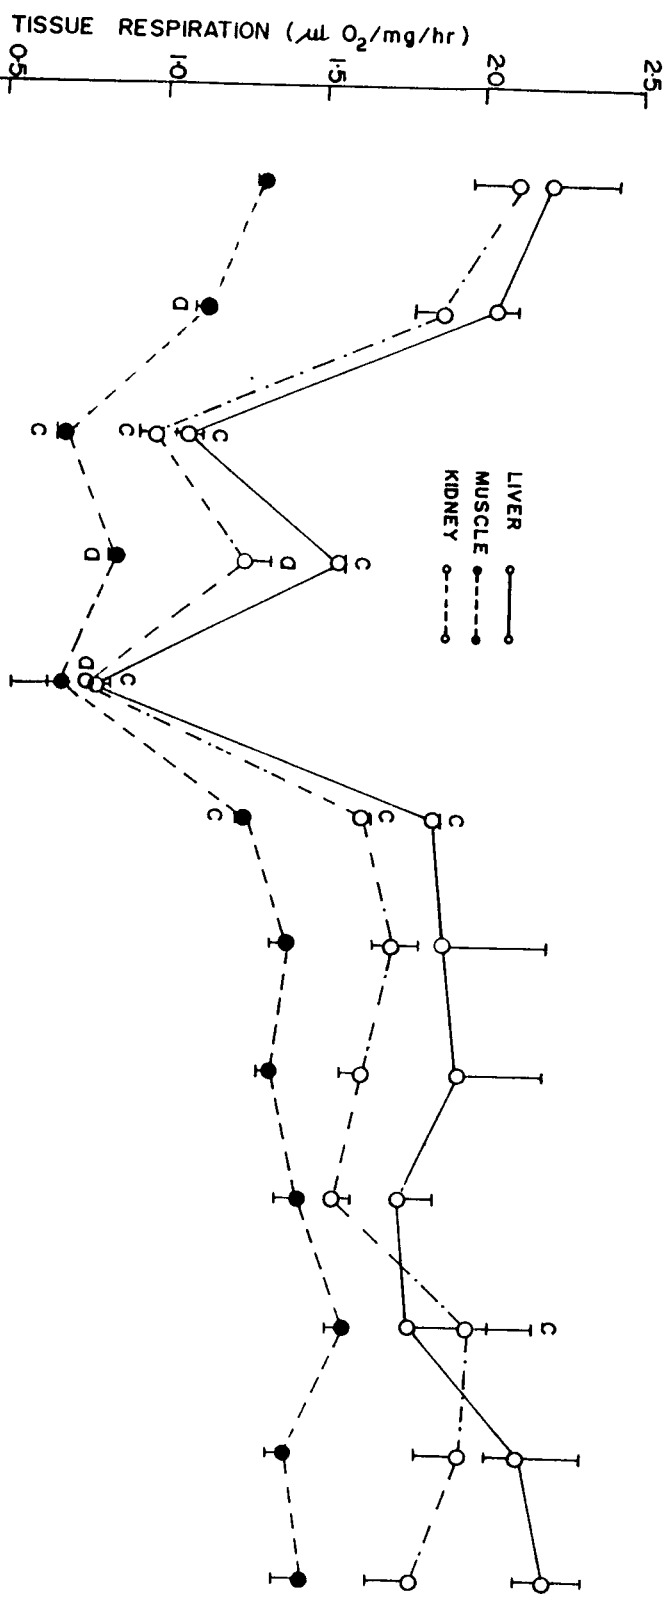 TISSUE RESPIRATION (µl O₂/mg/hr)
2.5
2.0
1.5
1.0
0.5
LIVER
MUSCLE
KIDNEY
a
c
c
c
a
a
c
a
c
c
c
c
c